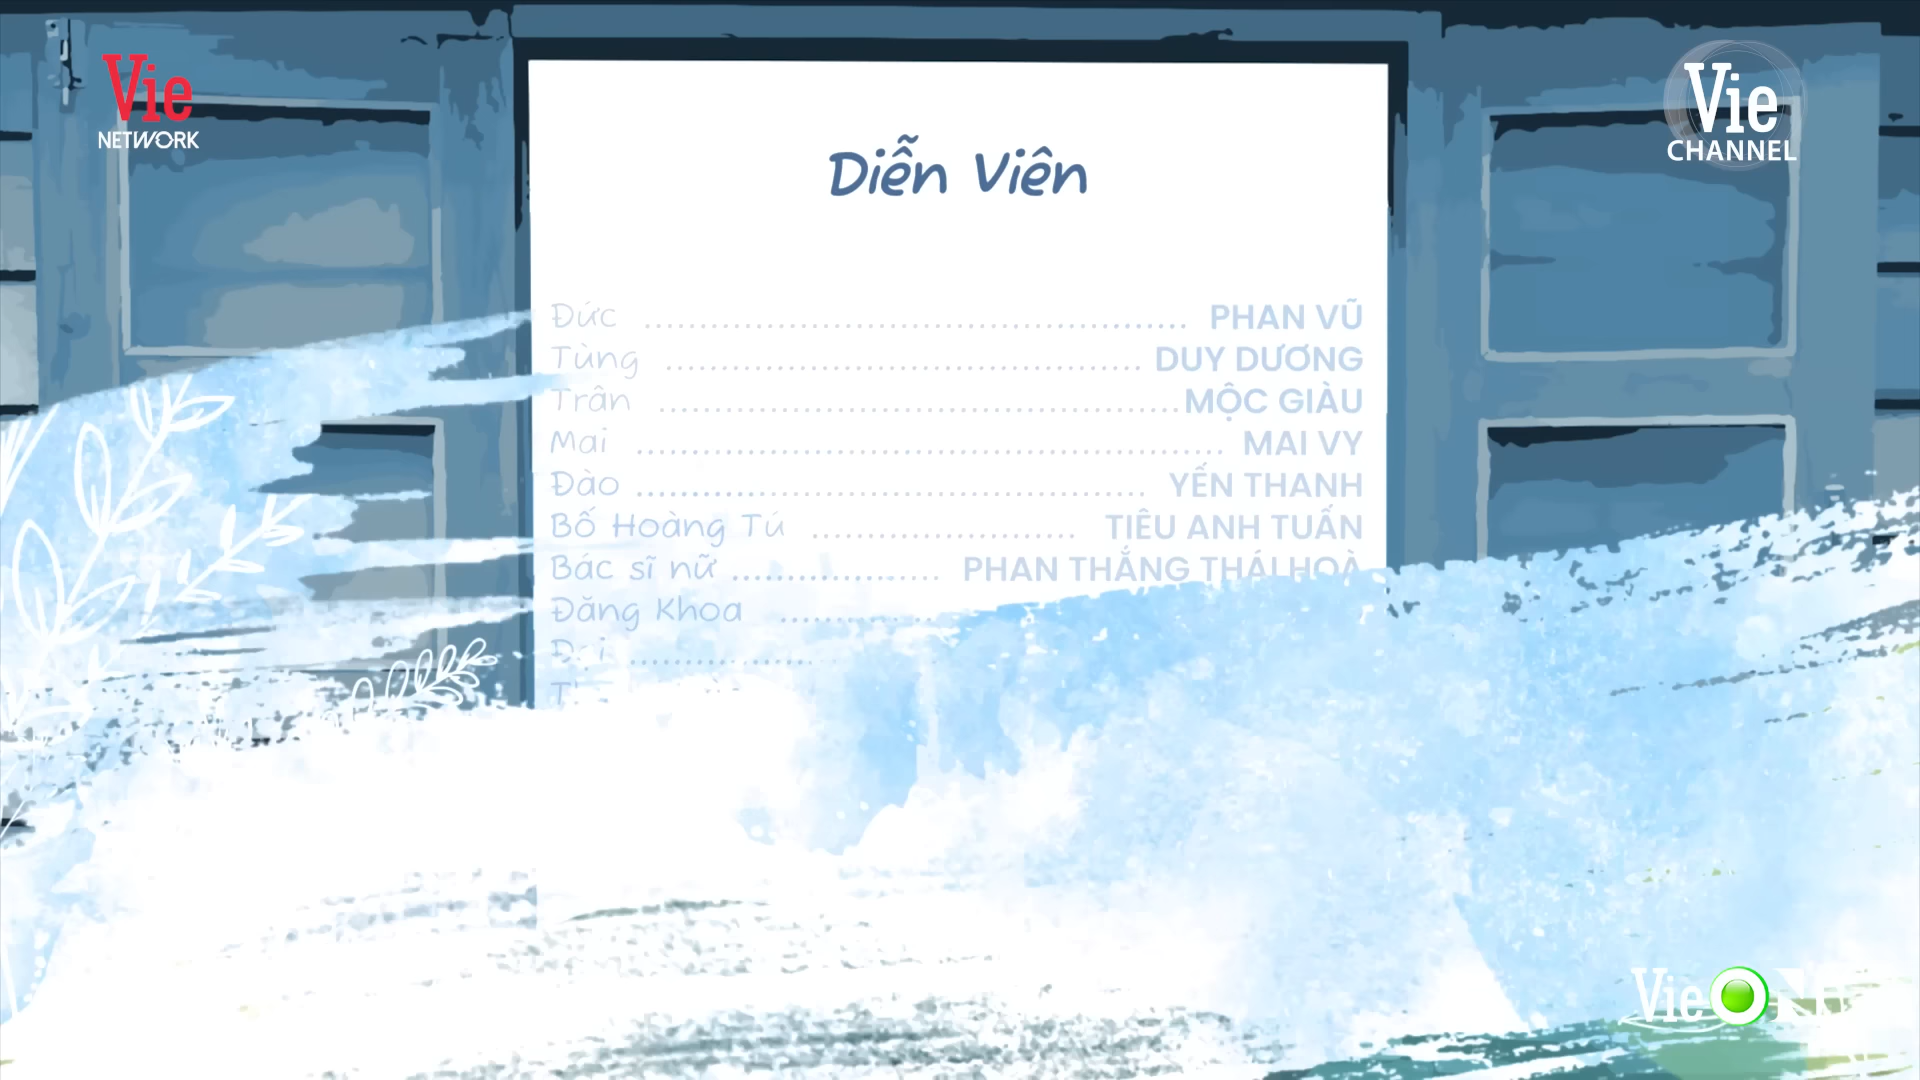 Vie
NETWORK
Vie
CHANNEL
Diễn Viên
Đức ................ PHAN VŨ
Tùng ................ DUY DƯƠNG
Trân ................ MỘC GIÀU
Mai ................ MAI VY
Đào ................ YẾN THANH
Bố Hoàng Tú ................ TIÊU ANH TUẤN
Bác sĩ nữ ................ PHAN THẮNG THÁI HOÀ
Đăng Khoa ................
Vie